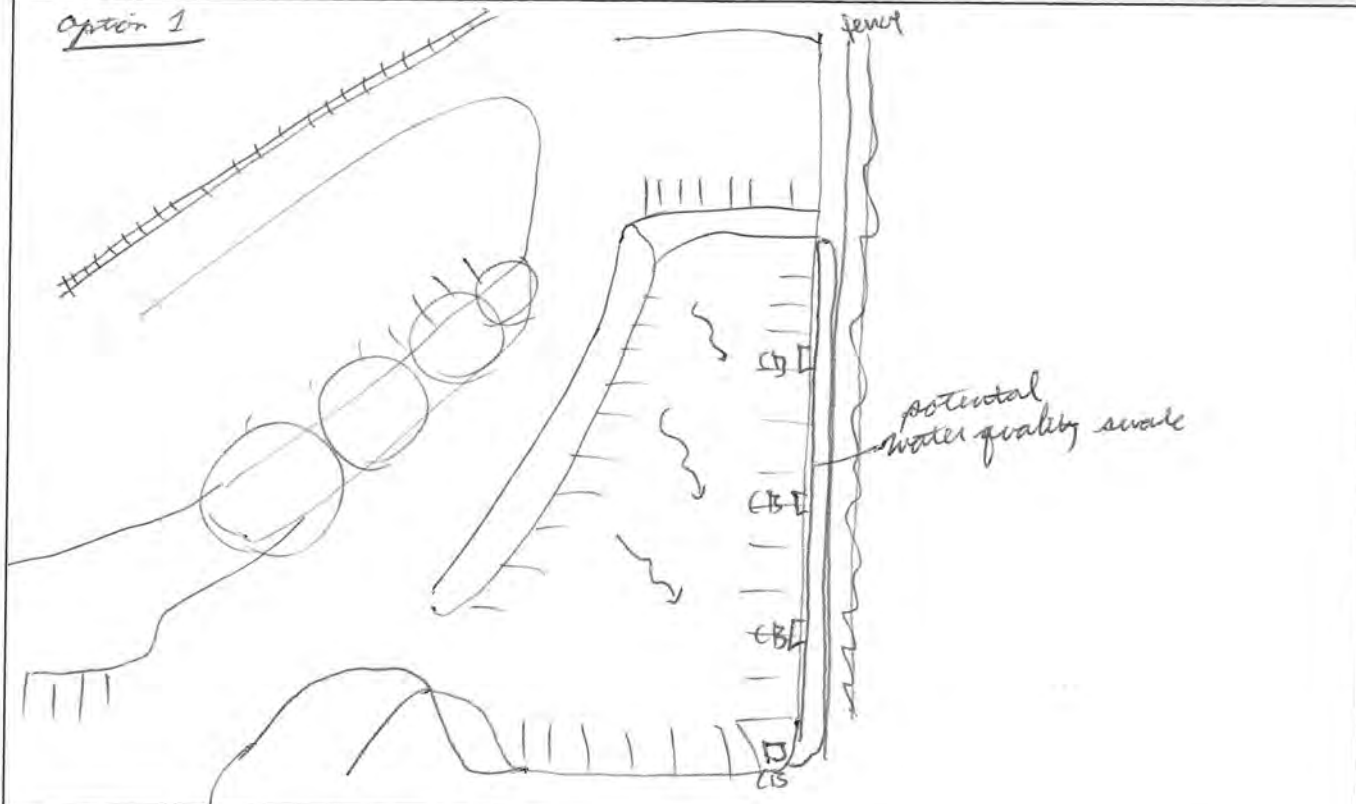 Option 1
fence
CB
potential
water quality swale
CB
CB
CB